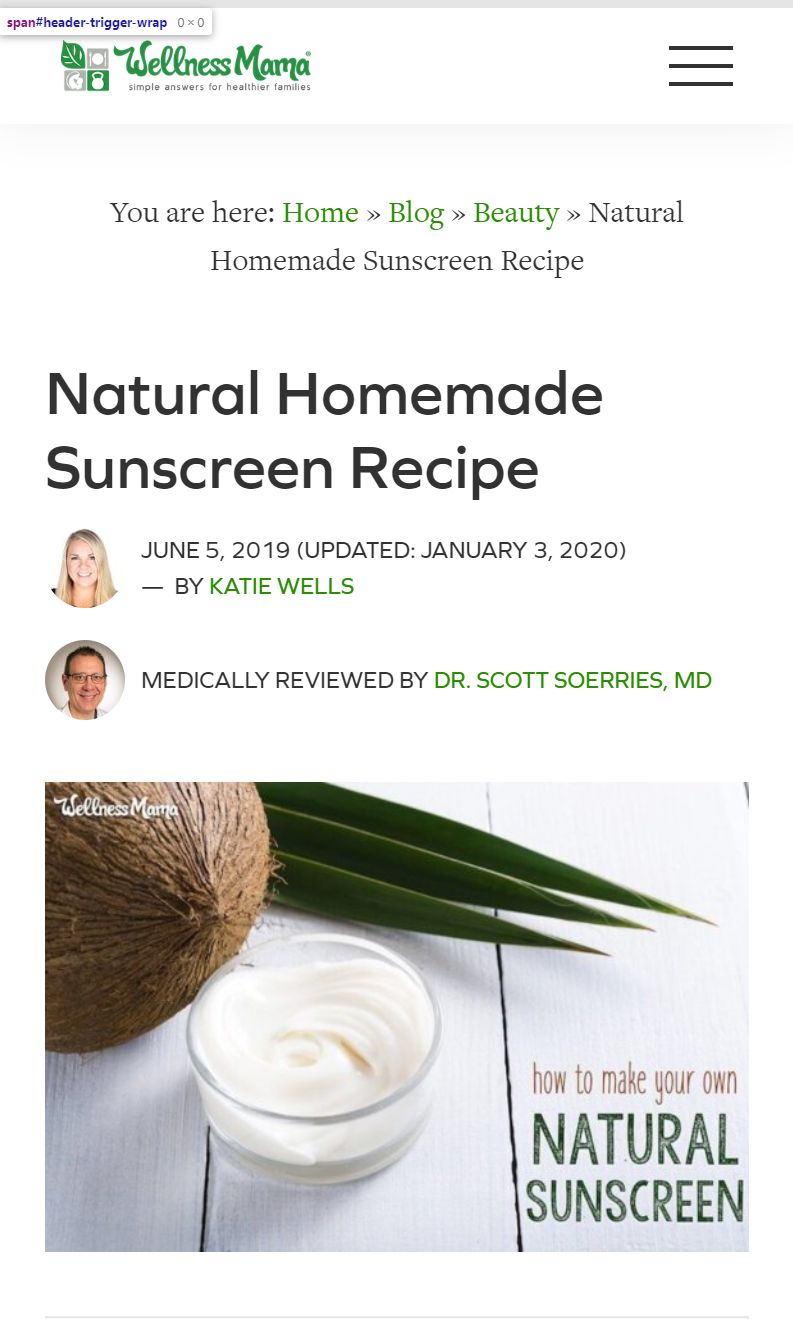 span#header-trigger-wrap 0 × 0
Wellness Mama®
simple answers for healthier families
You are here: Home » Blog » Beauty » Natural
Homemade Sunscreen Recipe
Natural Homemade
Sunscreen Recipe
JUNE 5, 2019 (UPDATED: JANUARY 3, 2020)
— BY KATIE WELLS
MEDICALLY REVIEWED BY DR. SCOTT SOERRIES, MD
Wellness Mama
how to make your own
NATURAL
SUNSCREEN